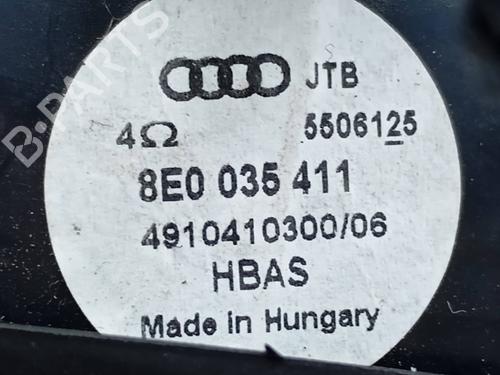 B-PARTS
JTB
4Ω 5506125
8E0 035 411
4910410300/06
HBAS
Made in Hungary